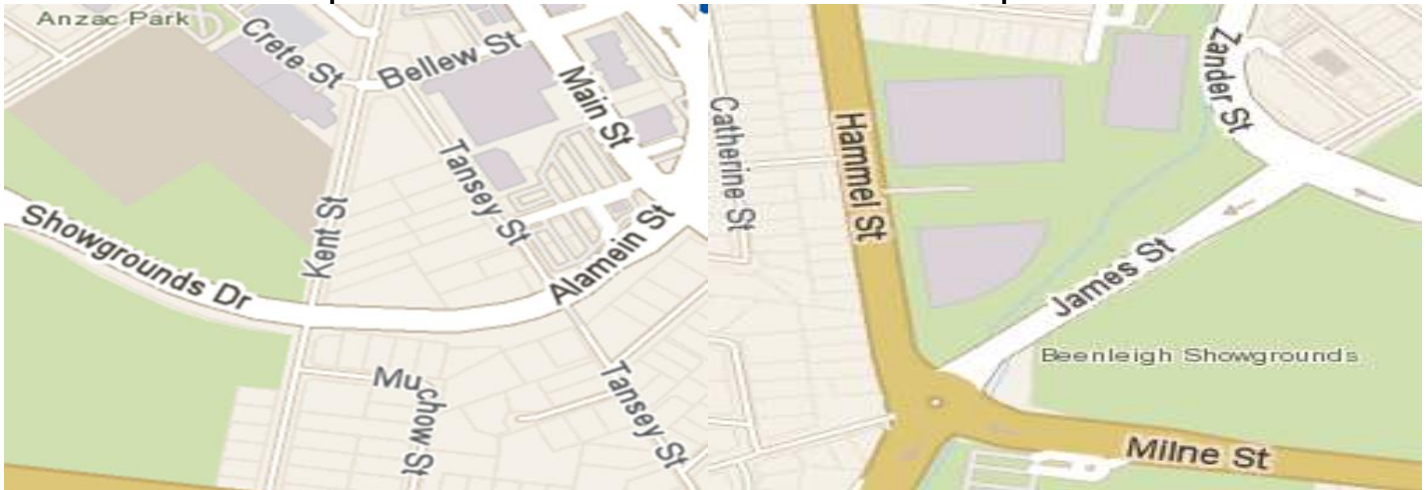 Anzac Park
Crete St
Bellew St
Main St
Tansey St
Kent St
Showgrounds Dr
Alamein St
Muchow St
Tansey St
Zander St
Catherine St
Hammel St
James St
Beenleigh Showgrounds
Milne St